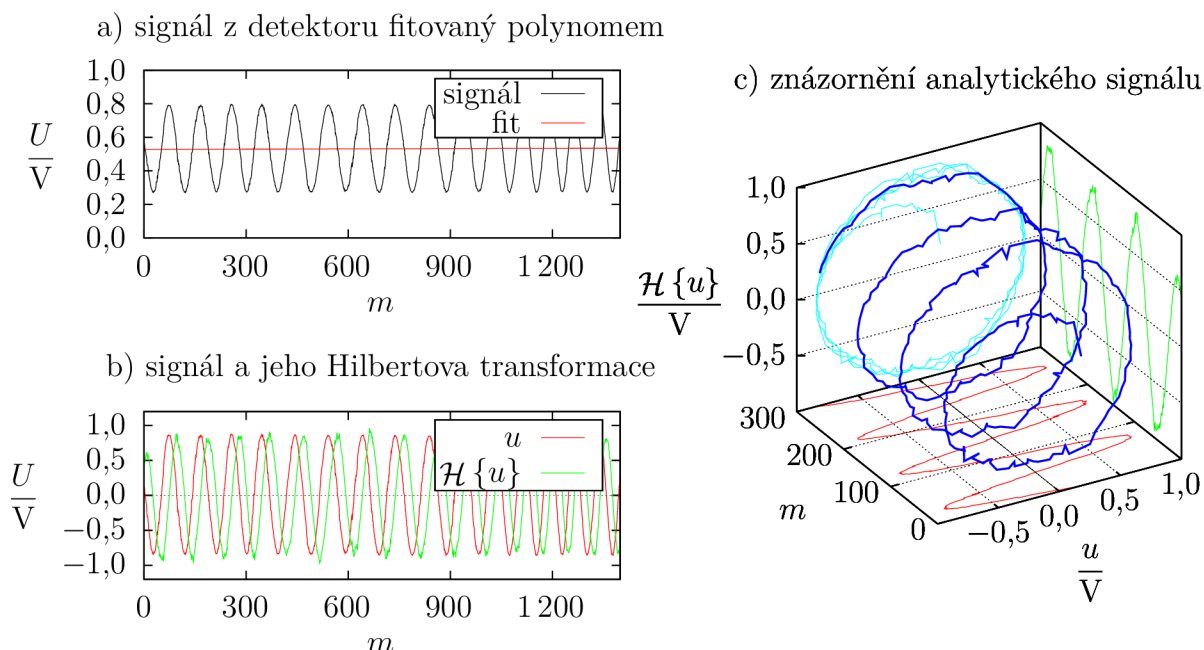 a) signál z detektoru fitovaný polynomem
1,0
0,8
0,6
0,4
0,2
0,0
U
V
signál
fit
0 300 600 900 1 200
m
b) signál a jeho Hilbertova transformace
1,0
0,5
0,0
−0,5
−1,0
U
V
u
ℋ {u}
0 300 600 900 1 200
m
c) znázornění analytického signálu
1,0
0,5
0,0
−0,5
ℋ {u}
V
300
200
100
0
m
−0,5
0,0
0,5
1,0
u
V